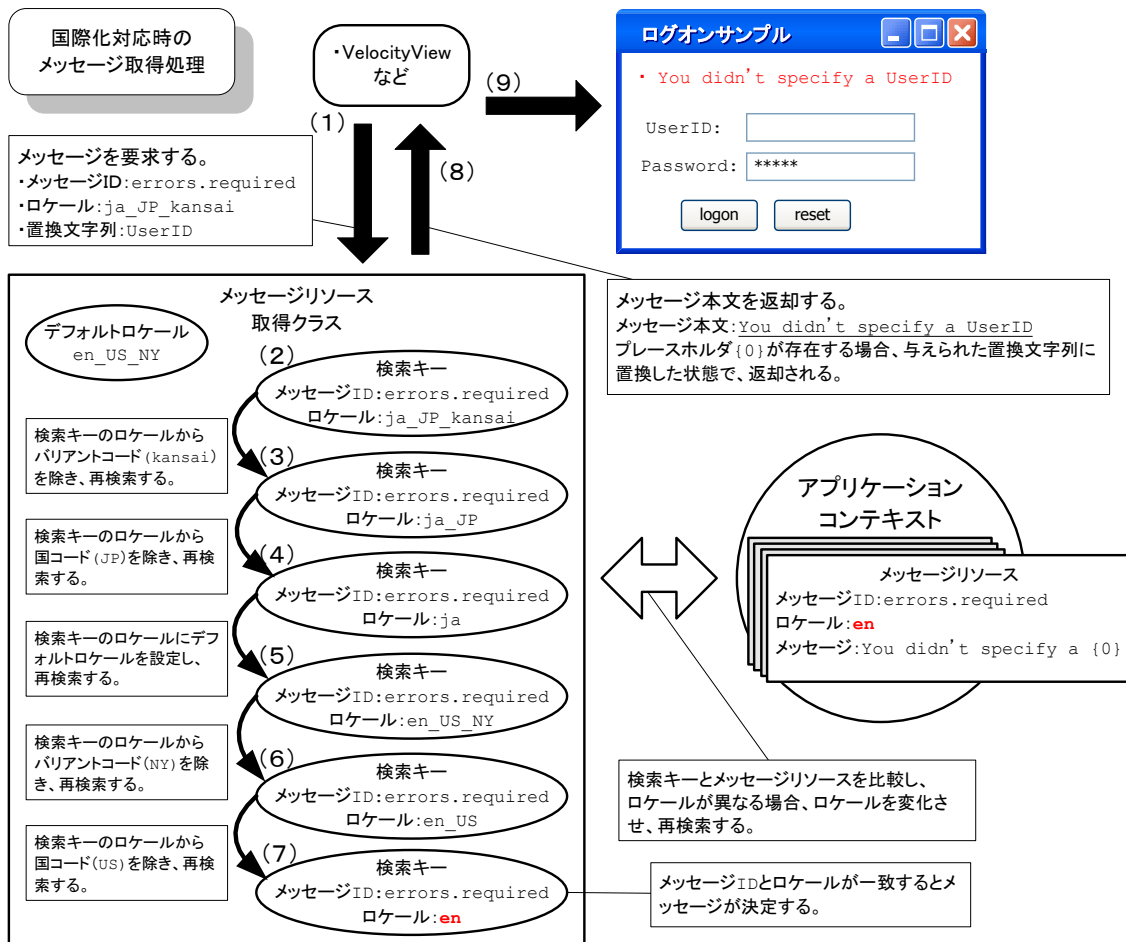 国際化対応時の
メッセージ取得処理
・VelocityView
など
(1)
(8)
(9)
ログオンサンプル
・ You didn't specify a UserID
UserID:
Password:
*****
logon
reset
メッセージを要求する。
・メッセージID:errors.required
・ロケール:ja_JP_kansai
・置換文字列:UserID
メッセージ本文を返却する。
メッセージ本文:You didn't specify a UserID
プレースホルダ{0}が存在する場合、与えられた置換文字列に
置換した状態で、返却される。
メッセージリソース
取得クラス
デフォルトロケール
en_US_NY
(2)
検索キー
メッセージID:errors.required
ロケール:ja_JP_kansai
検索キーのロケールから
バリアントコード(kansai)
を除き、再検索する。
(3)
検索キー
メッセージID:errors.required
ロケール:ja_JP
検索キーのロケールから
国コード(JP)を除き、再検
索する。
(4)
検索キー
メッセージID:errors.required
ロケール:ja
検索キーのロケールにデフ
ォルトロケールを設定し、
再検索する。
(5)
検索キー
メッセージID:errors.required
ロケール:en_US_NY
検索キーのロケールから
バリアントコード(NY)を除
き、再検索する。
(6)
検索キー
メッセージID:errors.required
ロケール:en_US
検索キーのロケールから
国コード(US)を除き、再検
索する。
(7)
検索キー
メッセージID:errors.required
ロケール:en
アプリケーション
コンテキスト
メッセージリソース
メッセージID:errors.required
ロケール:en
メッセージ:You didn't specify a {0}
検索キーとメッセージリソースを比較し、
ロケールが異なる場合、ロケールを変化さ
せ、再検索する。
メッセージIDとロケールが一致するとメ
ッセージが決定する。